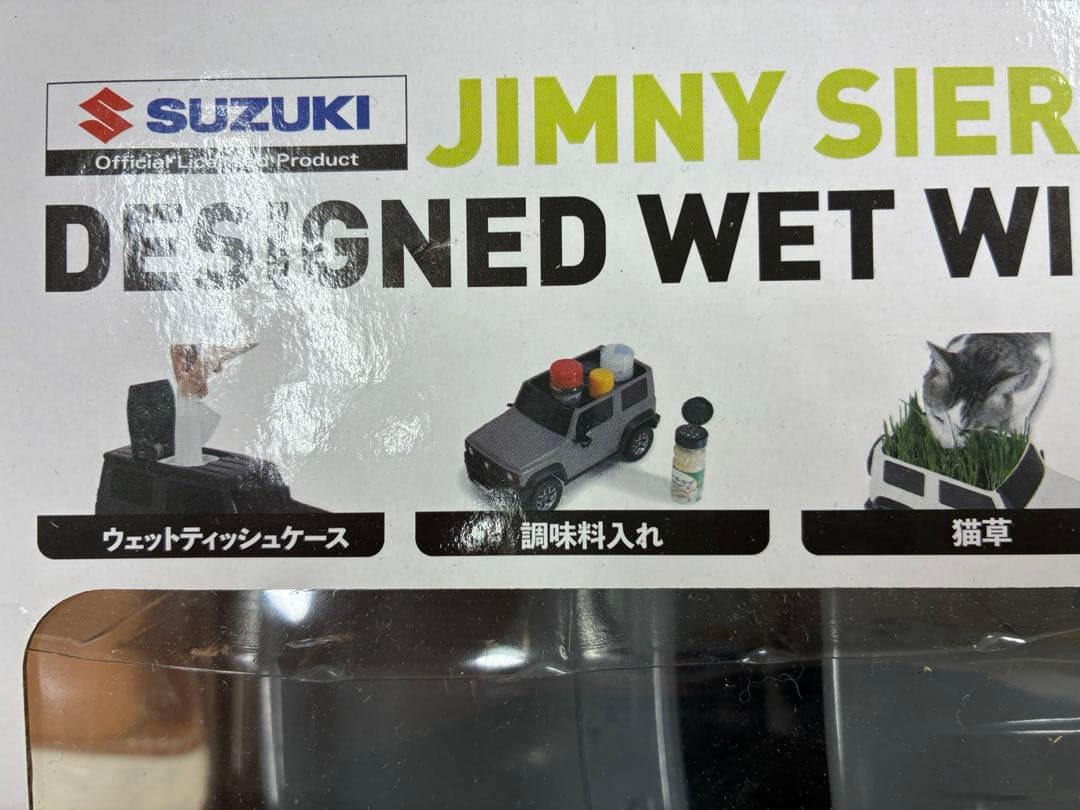 SUZUKI
Official Licensed Product
JIMNY SIER
DESIGNED WET WI
ウェットティッシュケース
調味料入れ
猫草